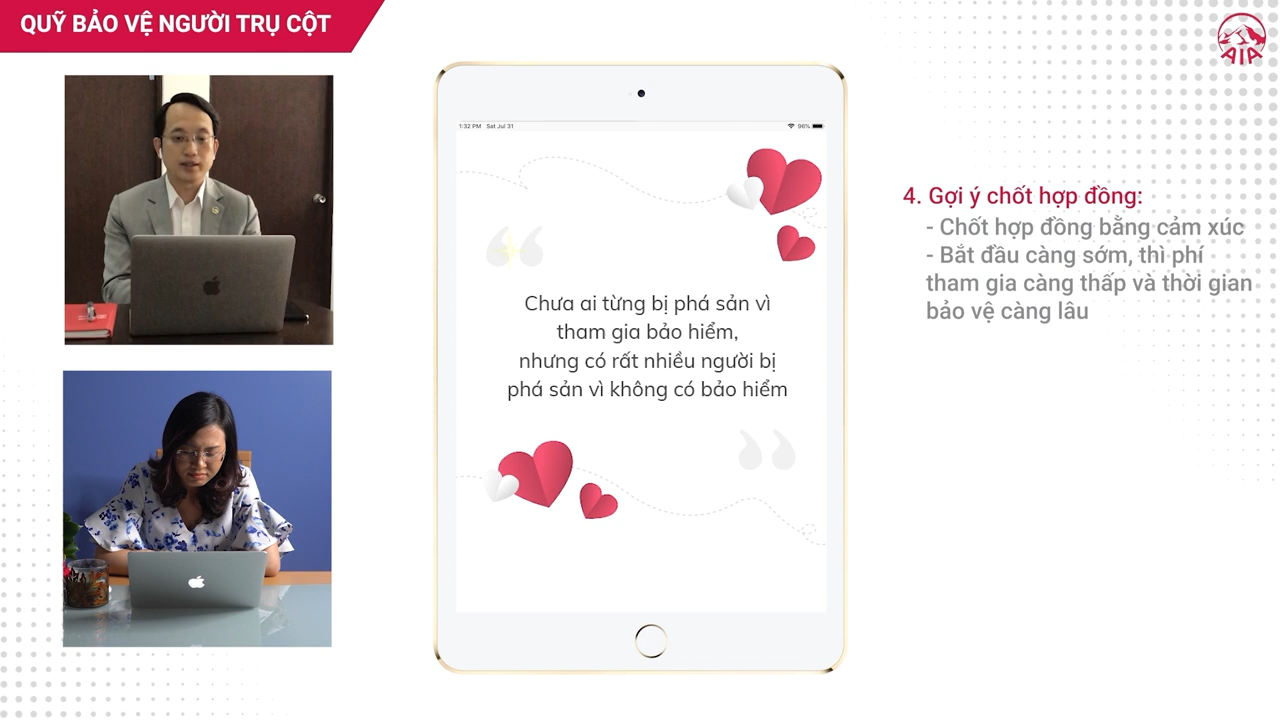 QUỸ BẢO VỆ NGƯỜI TRỤ CỘT
AIA
1:32 PM Sat Jul 31
96%
Chưa ai từng bị phá sản vì
tham gia bảo hiểm,
nhưng có rất nhiều người bị
phá sản vì không có bảo hiểm
4. Gợi ý chốt hợp đồng:
- Chốt hợp đồng bằng cảm xúc
- Bắt đầu càng sớm, thì phí
tham gia càng thấp và thời gian
bảo vệ càng lâu